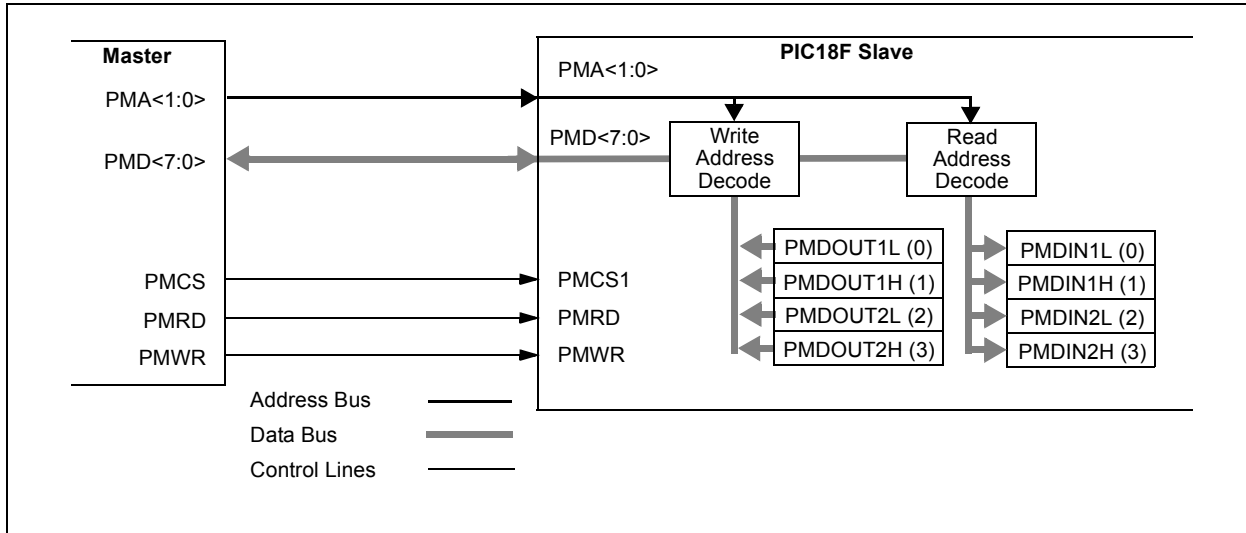 Master
PIC18F Slave
PMA<1:0>
PMA<1:0>
PMD<7:0>
PMD<7:0>
Write
Address
Decode
Read
Address
Decode
PMDOUT1L (0)
PMDOUT1H (1)
PMDOUT2L (2)
PMDOUT2H (3)
PMDIN1L (0)
PMDIN1H (1)
PMDIN2L (2)
PMDIN2H (3)
PMCS
PMCS1
PMRD
PMRD
PMWR
PMWR
Address Bus
Data Bus
Control Lines